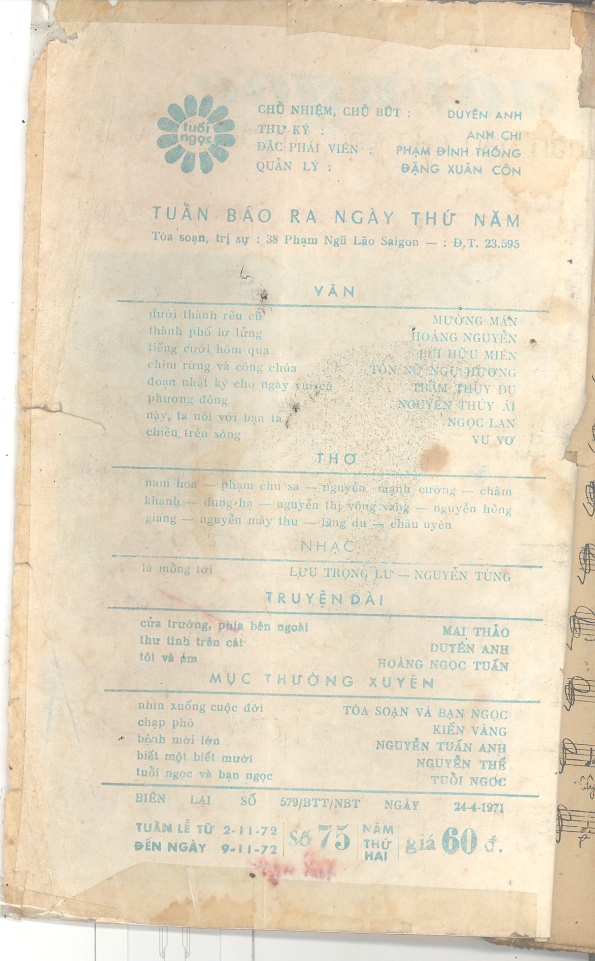 tuổi
ngọc
CHỦ NHIỆM, CHỦ BÚT : DUYÊN ANH
THƯ KÝ : ANH CHI
ĐẶC PHÁI VIÊN : PHẠM ĐÌNH THỐNG
QUẢN LÝ : ĐẶNG XUÂN CÔN
TUẦN BÁO RA NGÀY THỨ NĂM
Tòa soạn, trị sự : 38 Phạm Ngũ Lão Saigon — : Đ.T. 23.595
VĂN
dưới thành rêu cũ MƯỜNG MÁN
thành phố lơ lửng HOÀNG NGUYÊN
tiếng cười hôm qua BÙI HỮU MIÊN
chim rừng và công chúa TÔN NỮ NGỤ HƯƠNG
đoạn nhật ký cho ngày vui cũ TRẦM THỤY DU
phương đông NGUYỄN THÚY ÁI
này, ta nói với bạn ta NGỌC LAN
chiều trên sông VU VƠ
THƠ
nam hoa — phạm chu sa — nguyễn mạnh cường — châm
khanh — dung hạ — nguyễn thị vông vang — nguyễn hồng
giang — nguyễn mây thu — lãng du — châu uyên
NHẠC
lá mồng tơi LƯU TRỌNG LƯ — NGUYỄN TÙNG
TRUYỆN DÀI
cửa trường, phía bên ngoài MAI THẢO
thư tình trên cát DUYÊN ANH
tôi và em HOÀNG NGỌC TUẤN
MỤC THƯỜNG XUYÊN
nhìn xuống cuộc đời TÒA SOẠN VÀ BẠN NGỌC
chạp phô KIẾN VÀNG
bệnh mới lớn NGUYỄN TUẤN ANH
biết một biết mười NGUYỄN THẾ
tuổi ngọc và bạn ngọc TUỔI NGỌC
BIÊN LAI SỐ 579/BTT/NBT NGÀY 24-4-1971
TUẦN LỄ TỪ 2-11-72
ĐẾN NGÀY 9-11-72
Số 75
NĂM
THỨ
HAI
giá 60 đ.